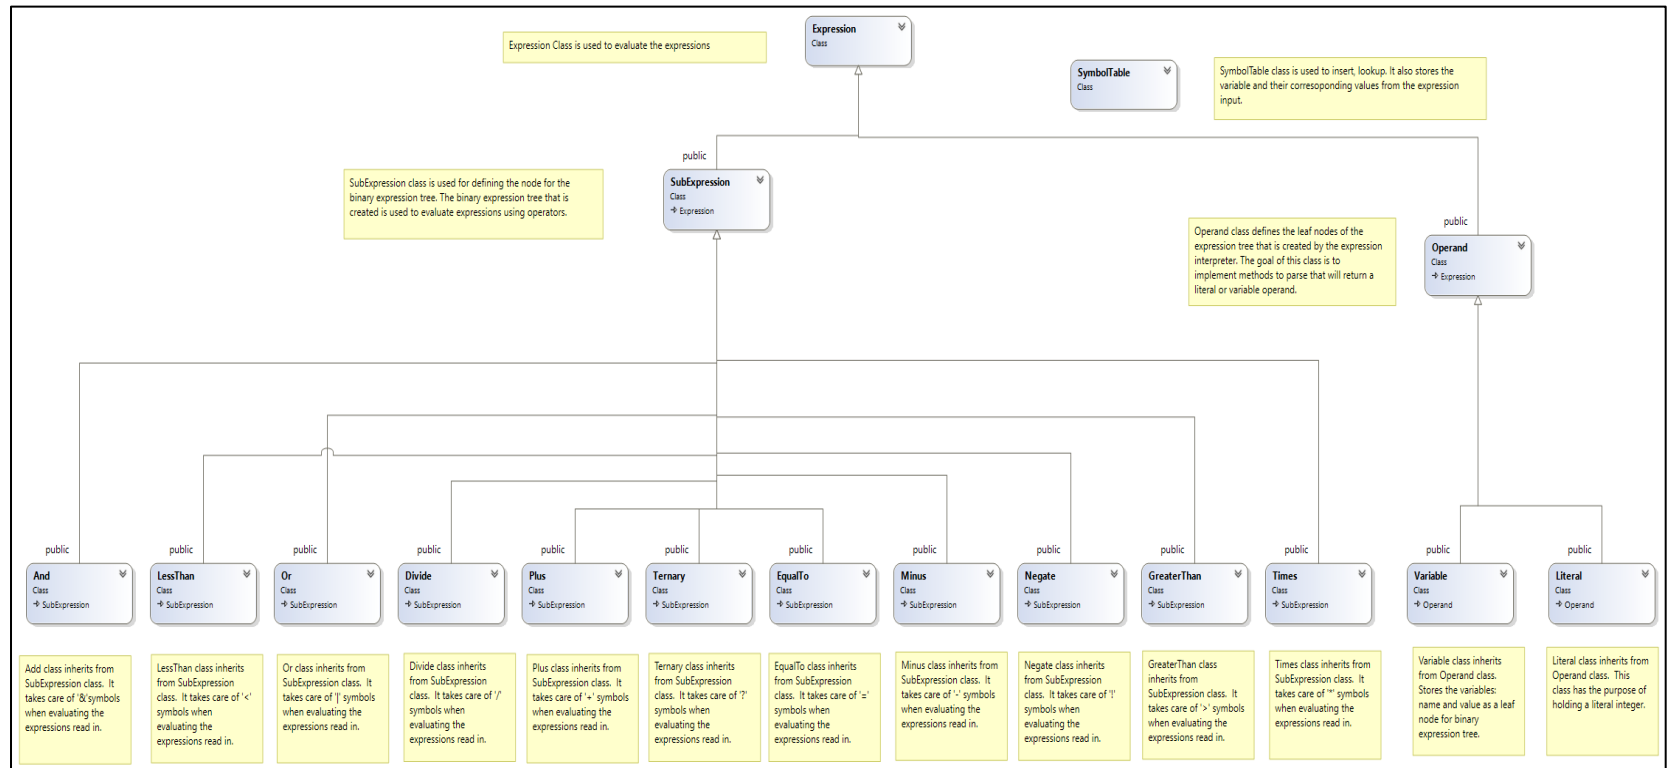 Expression
Class
Expression Class is used to evaluate the expressions
SymbolTable
Class
SymbolTable class is used to insert, lookup. It also stores the
variable and their correspoponding values from the expression
input.
public
SubExpression
Class
Expression
SubExpression class is used for defining the node for the
binary expression tree. The binary expression tree that is
created is used to evaluate expressions using operators.
public
Operand
Class
Expression
Operand class defines the leaf nodes of the
expression tree that is created by the expression
interpreter. The goal of this class is to
implement methods to parse that will return a
literal or variable operand.
public
And
Class
SubExpression
public
LessThan
Class
SubExpression
public
Or
Class
SubExpression
public
Divide
Class
SubExpression
public
Plus
Class
SubExpression
public
Ternary
Class
SubExpression
public
EqualTo
Class
SubExpression
public
Minus
Class
SubExpression
public
Negate
Class
SubExpression
public
GreaterThan
Class
SubExpression
public
Times
Class
SubExpression
public
Variable
Class
Operand
public
Literal
Class
Operand
Add class inherits from
SubExpression class. It
takes care of '&'symbols
when evaluating the
expressions read in.
LessThan class inherits
from SubExpression
class. It takes care of '<'
symbols when
evaluating the
expressions read in.
Or class inherits from
SubExpression class. It
takes care of '|' symbols
when evaluating the
expressions read in.
Divide class inherits
from SubExpression
class. It takes care of '/'
symbols when
evaluating the
expressions read in.
Plus class inherits from
SubExpression class. It
takes care of '+' symbols
when evaluating the
expressions read in.
Ternary class inherits
from SubExpression
class. It takes care of '?'
symbols when
evaluating the
expressions read in.
EqualTo class inherits
from SubExpression
class. It takes care of '='
symbols when
evaluating the
expressions read in.
Minus class inherits from
SubExpression class. It
takes care of '-' symbols
when evaluating the
expressions read in.
Negate class inherits
from SubExpression
class. It takes care of '!'
symbols when
evaluating the
expressions read in.
GreaterThan class
inherits from
SubExpression class. It
takes care of '>' symbols
when evaluating the
expressions read in.
Times class inherits from
SubExpression class. It
takes care of '*' symbols
when evaluating the
expressions read in.
Variable class inherits
from Operand class.
Stores the variables:
name and value as a leaf
node for binary
expression tree.
Literal class inherits from
Operand class. This
class has the purpose of
holding a literal integer.